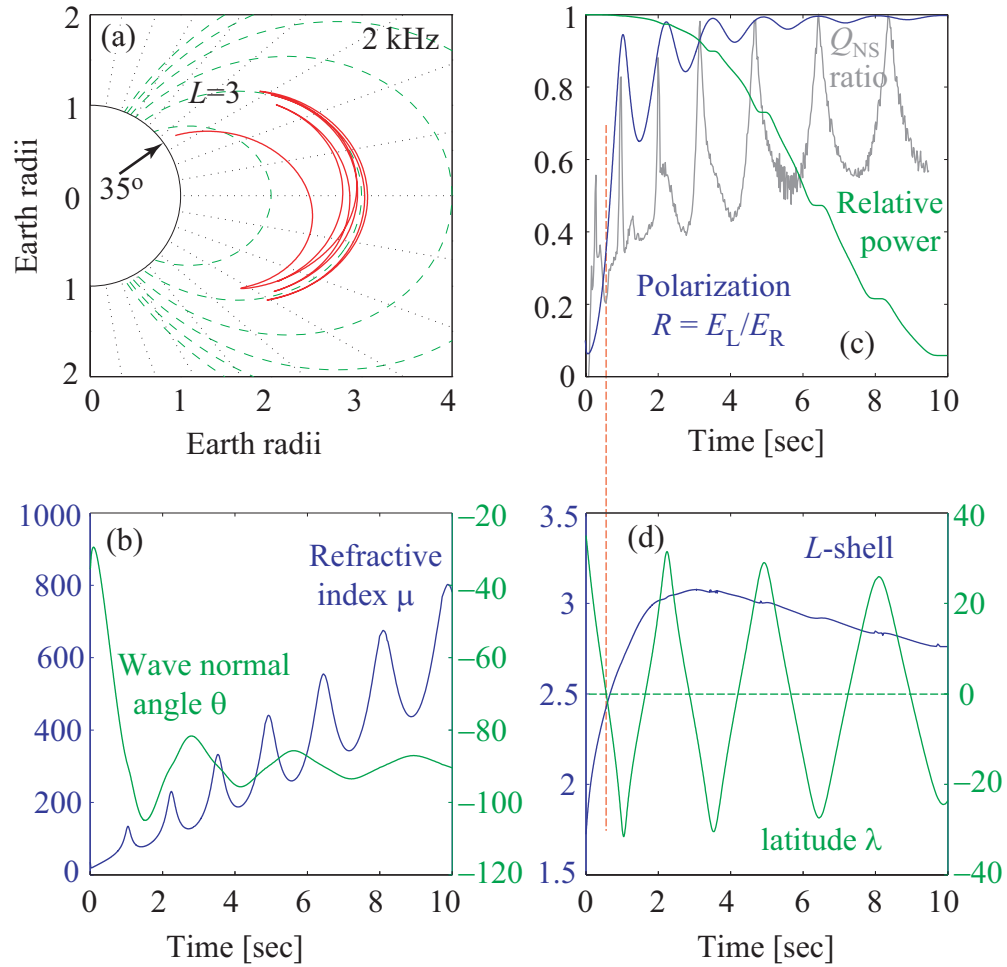 (a)
2 kHz
L=3
35º
2
1
0
1
2
Earth radii
0 1 2 3 4
Earth radii
(c)
QNS
ratio
Relative
power
Polarization
R = EL/ER
1
0.8
0.6
0.4
0.2
0
0 2 4 6 8 10
Time [sec]
(b)
Refractive
index μ
Wave normal
angle θ
1000
800
600
400
200
0
−20
−40
−60
−80
−100
−120
0 2 4 6 8 10
Time [sec]
(d)
L-shell
latitude λ
3.5
3
2.5
2
1.5
40
20
0
−20
−40
0 2 4 6 8 10
Time [sec]